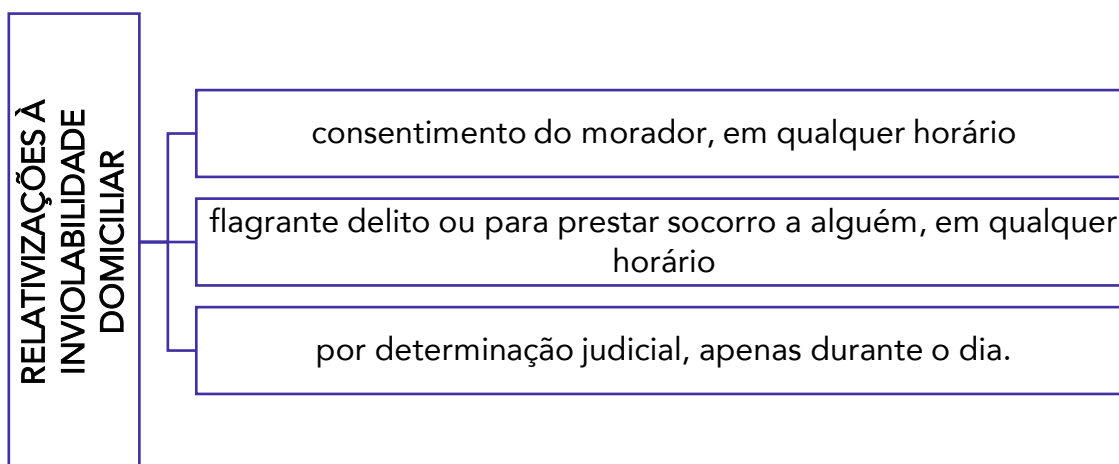 RELATIVIZAÇÕES À
INVIOLABILIDADE
DOMICILIAR
consentimento do morador, em qualquer horário
flagrante delito ou para prestar socorro a alguém, em qualquer
horário
por determinação judicial, apenas durante o dia.